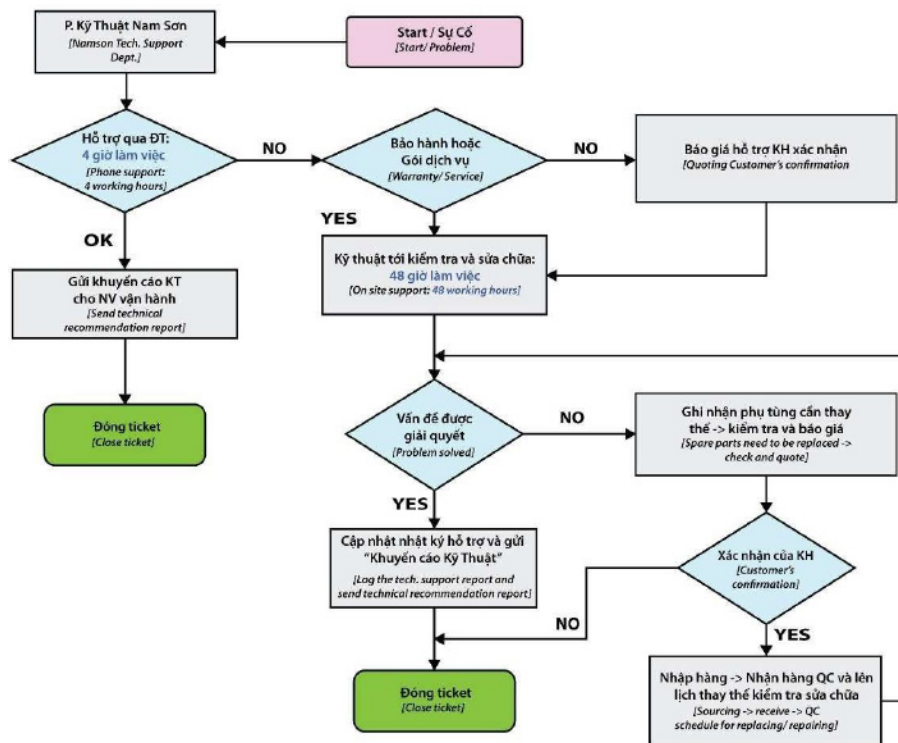 P. Kỹ Thuật Nam Sơn
[Namson Tech. Support
Dept.]
Start / Sự Cố
[Start/ Problem]
Hỗ trợ qua ĐT:
4 giờ làm việc
[Phone support:
4 working hours]
NO
Bảo hành hoặc
Gói dịch vụ
[Warranty/ Service]
NO
Báo giá hỗ trợ KH xác nhận
[Quoting Customer's confirmation
OK
YES
Gửi khuyến cáo KT
cho NV vận hành
[Send technical
recommendation report]
Kỹ thuật tới kiểm tra và sửa chữa:
48 giờ làm việc
[On site support: 48 working hours]
Đóng ticket
[Close ticket]
Vấn đề được
giải quyết
[Problem solved]
NO
Ghi nhận phụ tùng cần thay
thế -> kiểm tra và báo giá
[Spare parts need to be replaced ->
check and quote]
YES
Cập nhật nhật ký hỗ trợ và gửi
“Khuyến cáo Kỹ Thuật”
[Log the tech. support report and
send technical recommendation report]
Xác nhận của KH
[Customer's
confirmation]
NO
YES
Đóng ticket
[Close ticket]
Nhập hàng -> Nhận hàng QC và lên
lịch thay thế kiểm tra sửa chữa
[Sourcing -> receive -> QC
schedule for replacing/ repairing]